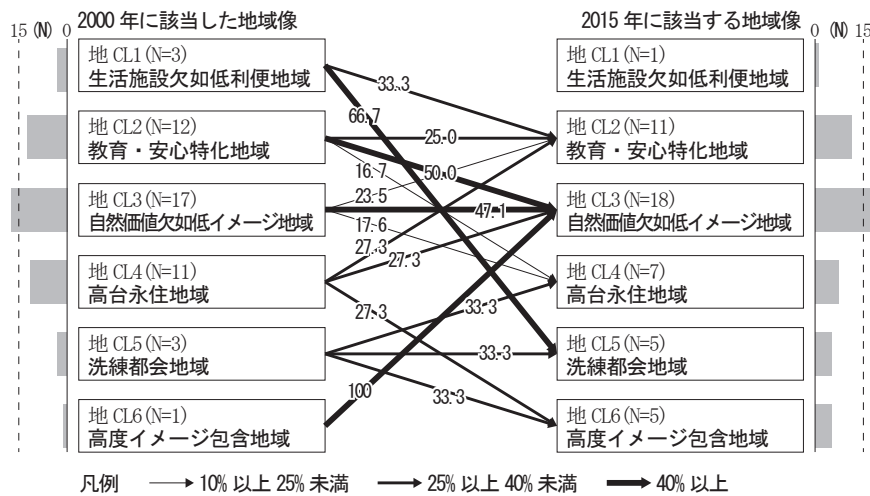 2000 年に該当した地域像
2015 年に該当する地域像
15 (N) 0
0 (N) 15
地 CL1(N=3)
生活施設欠如低利便地域
地 CL2(N=12)
教育・安心特化地域
地 CL3(N=17)
自然価値欠如低イメージ地域
地 CL4(N=11)
高台永住地域
地 CL5(N=3)
洗練都会地域
地 CL6(N=1)
高度イメージ包含地域
33.3
66.7
25.0
50.0
16.7
23.5
47.1
17.6
27.3
27.3
27.3
33.3
33.3
33.3
100
地 CL1(N=1)
生活施設欠如低利便地域
地 CL2(N=11)
教育・安心特化地域
地 CL3(N=18)
自然価値欠如低イメージ地域
地 CL4(N=7)
高台永住地域
地 CL5(N=5)
洗練都会地域
地 CL6(N=5)
高度イメージ包含地域
凡例 10% 以上 25% 未満 25% 以上 40% 未満 40% 以上